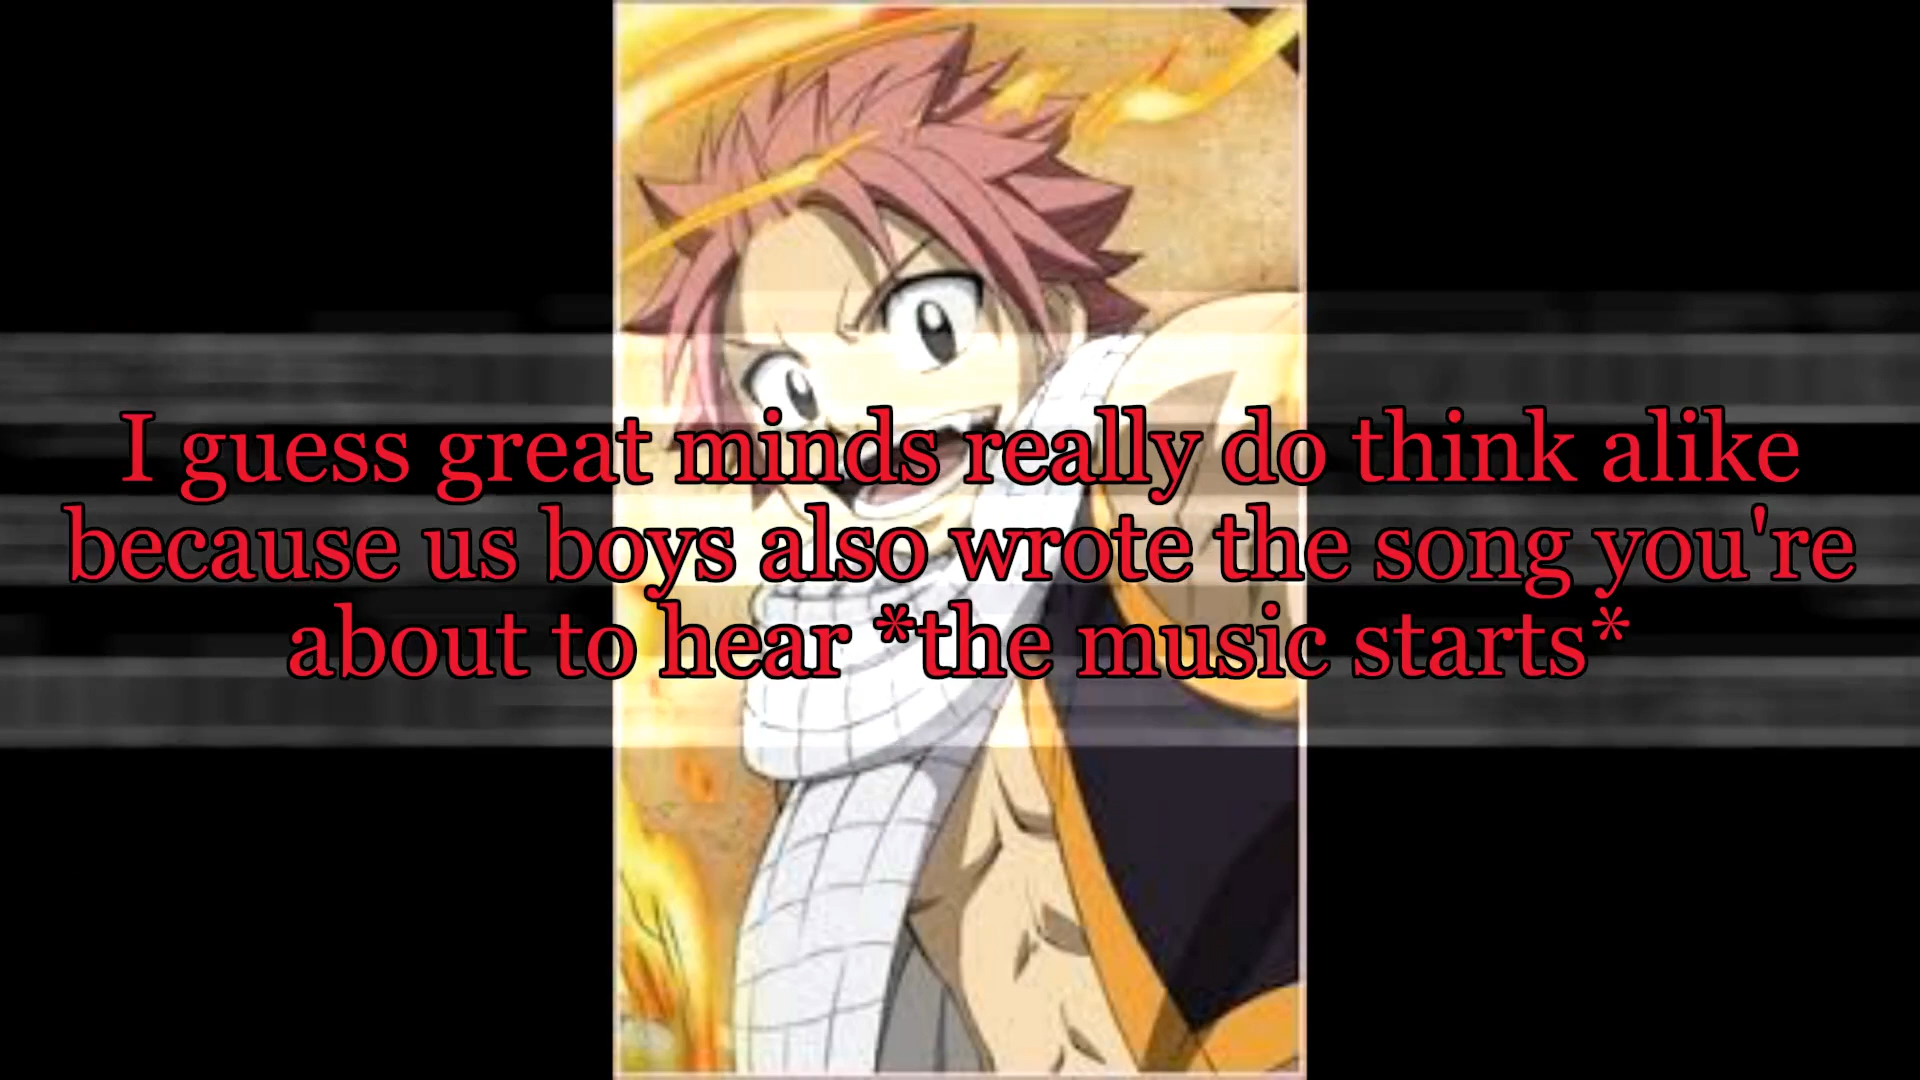 I guess great minds really do think alike
because us boys also wrote the song you're
about to hear *the music starts*